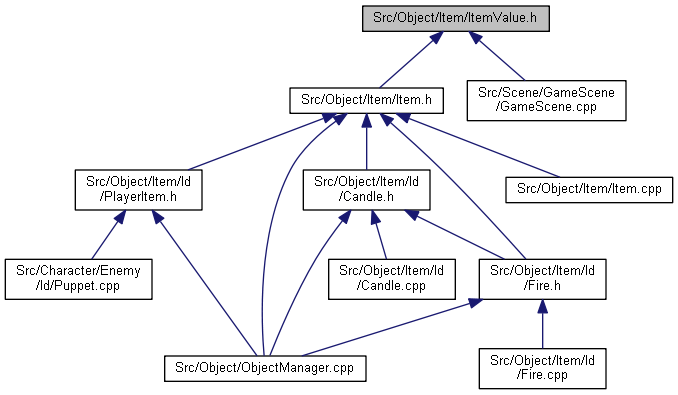 Src/Object/Item/ItemValue.h
Src/Scene/GameScene
/GameScene.cpp
Src/Object/Item/Item.h
Src/Object/Item/Id
/PlayerItem.h
Src/Object/Item/Id
/Candle.h
Src/Object/Item/Item.cpp
Src/Character/Enemy
/Id/Puppet.cpp
Src/Object/Item/Id
/Candle.cpp
Src/Object/Item/Id
/Fire.h
Src/Object/ObjectManager.cpp
Src/Object/Item/Id
/Fire.cpp